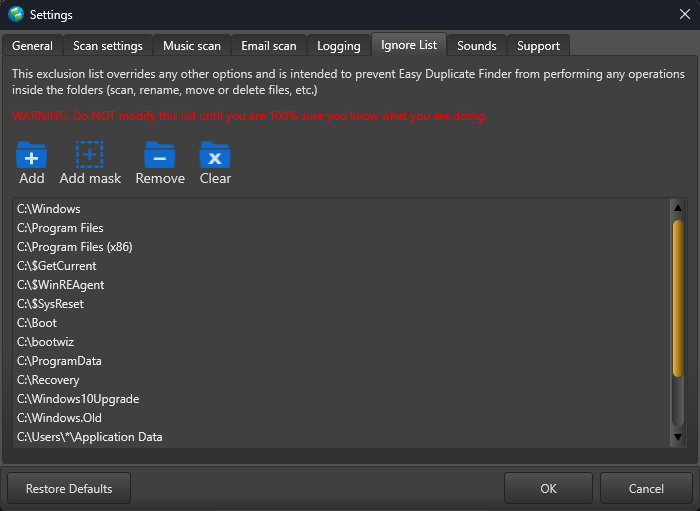 Settings
General Scan settings Music scan Email scan Logging Ignore List Sounds Support
This exclusion list overrides any other options and is intended to prevent Easy Duplicate Finder from performing any operations
inside the folders (scan, rename, move or delete files, etc.)
WARNING: Do NOT modify this list until you are 100% sure you know what you are doing.
Add Add mask Remove Clear
C:\Windows
C:\Program Files
C:\Program Files (x86)
C:\$GetCurrent
C:\$WinREAgent
C:\$SysReset
C:\Boot
C:\bootwiz
C:\ProgramData
C:\Recovery
C:\Windows10Upgrade
C:\Windows.Old
C:\Users\*\Application Data
Restore Defaults OK Cancel